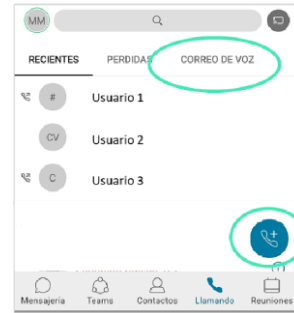 MM
RECIENTES PERDIDAS CORREO DE VOZ
# Usuario 1
CV Usuario 2
C Usuario 3
Mensajería Teams Contactos Llamando Reuniones